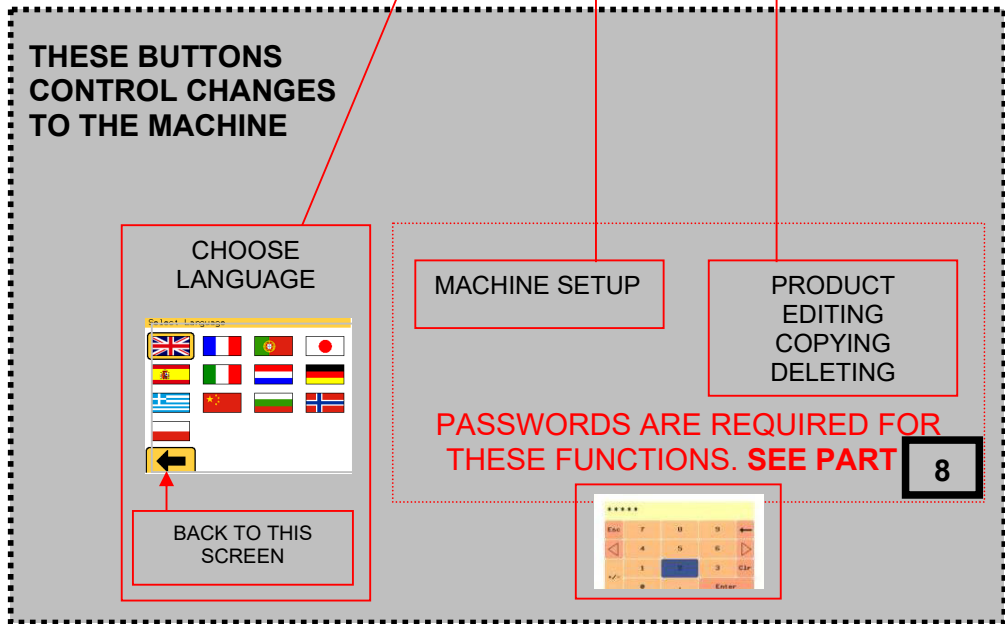 THESE BUTTONS
CONTROL CHANGES
TO THE MACHINE
CHOOSE
LANGUAGE
Select Language
BACK TO THIS
SCREEN
MACHINE SETUP
PRODUCT
EDITING
COPYING
DELETING
PASSWORDS ARE REQUIRED FOR
THESE FUNCTIONS. SEE PART 8
*****
Esc 7 8 9
4 5 6
1 2 3 Clr
+/-
0 . Enter